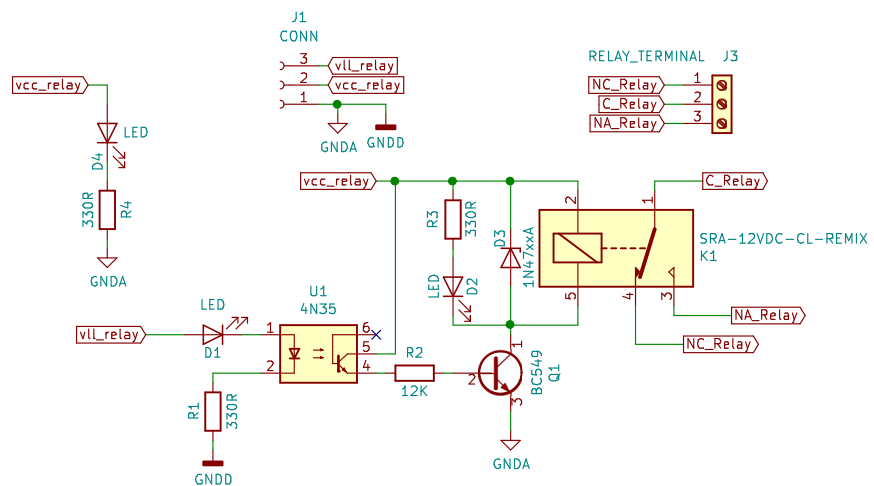 J1
CONN
3 vll_relay
2 vcc_relay
1
GNDA GNDD
RELAY_TERMINAL J3
NC_Relay 1
C_Relay 2
NA_Relay 3
vcc_relay
LED
D4
330R
R4
GNDA
vcc_relay
R3
330R
LED
D2
D3
1N47xxA
2
5
1
4
3
C_Relay
SRA-12VDC-CL-REMIX
K1
NA_Relay
NC_Relay
vll_relay
LED
D1
U1
4N35
1
2
6
5
4
R1
330R
GNDD
R2
12K
1
2
3
BC549
Q1
GNDA